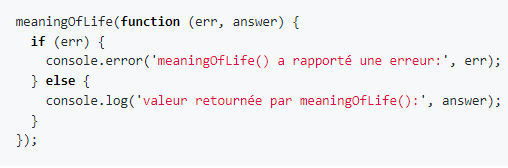 meaningOfLife(function (err, answer) {
  if (err) {
    console.error('meaningOfLife() a rapporté une erreur:', err);
  } else {
    console.log('valeur retournée par meaningOfLife():', answer);
  }
});